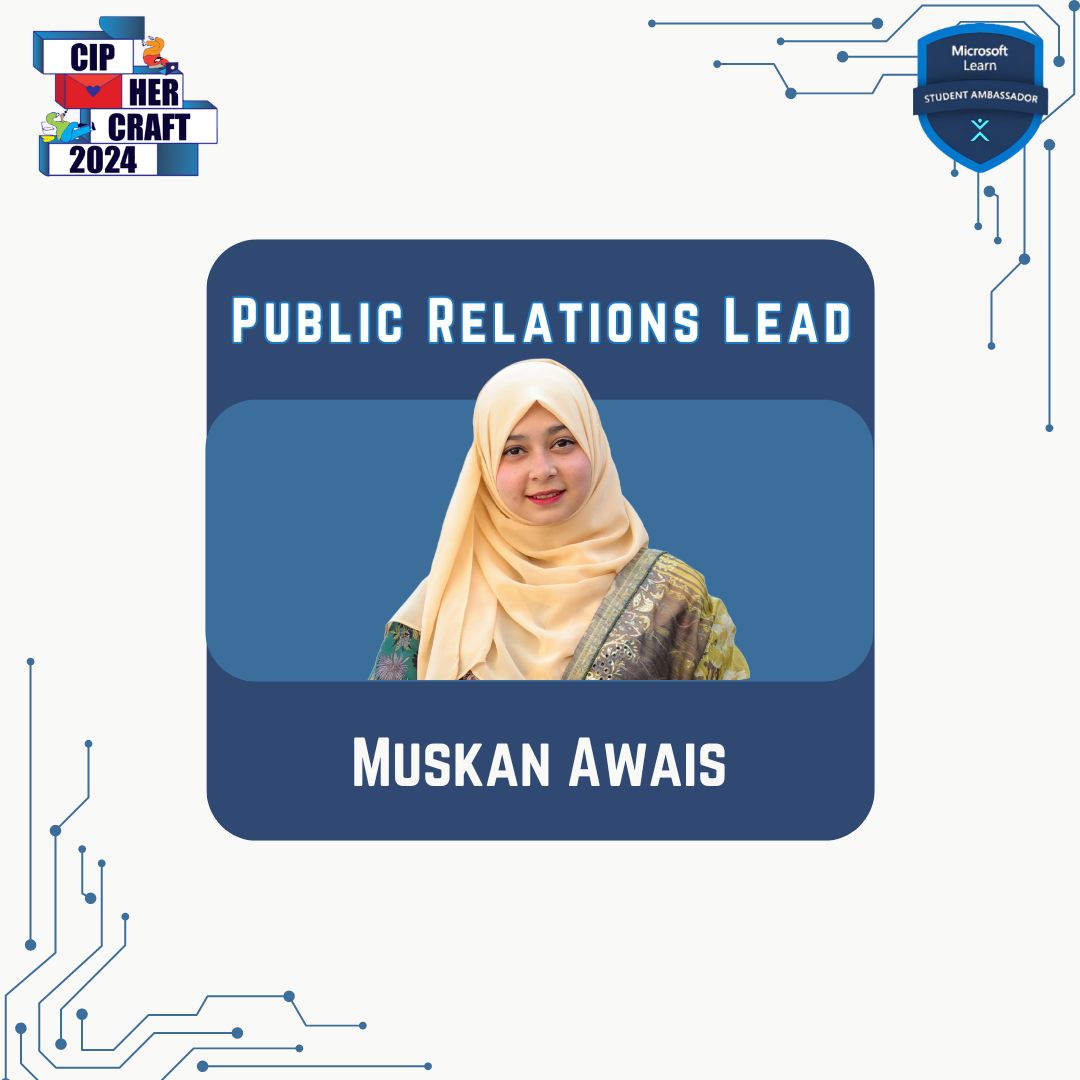 CIP
HER
CRAFT
2024
Microsoft
Learn
STUDENT AMBASSADOR
PUBLIC RELATIONS LEAD
MUSKAN AWAIS